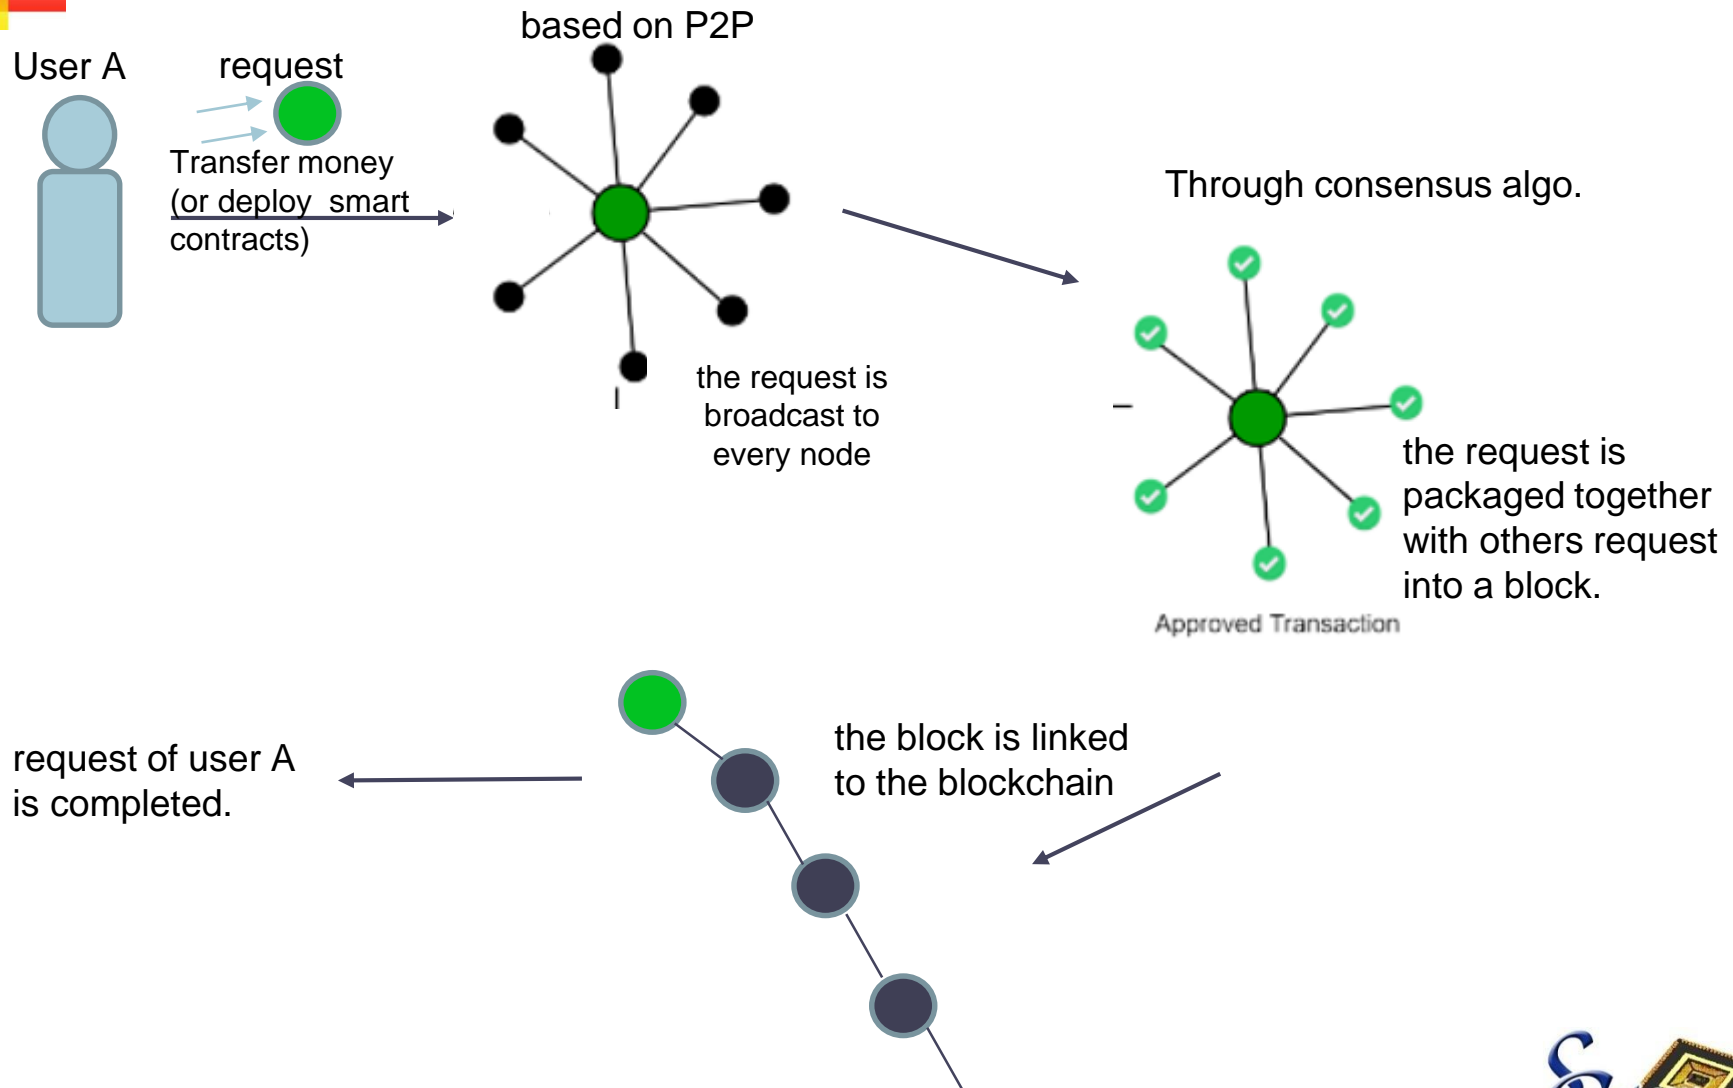 based on P2P
User A
request
Transfer money
(or deploy  smart
contracts)
the request is
broadcast to
every node
Through consensus algo.
the request is
packaged together
with others request
into a block.
Approved Transaction
the block is linked
to the blockchain
request of user A
is completed.